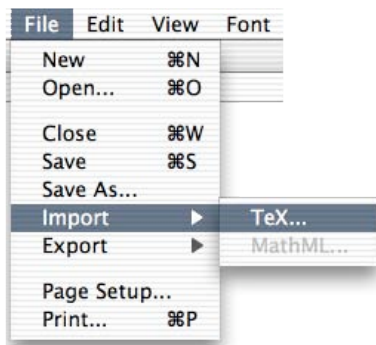 File Edit View Font
New ⌘N
Open... ⌘O
Close ⌘W
Save ⌘S
Save As...
Import ▶ TeX...
Export ▶ MathML...
Page Setup...
Print... ⌘P